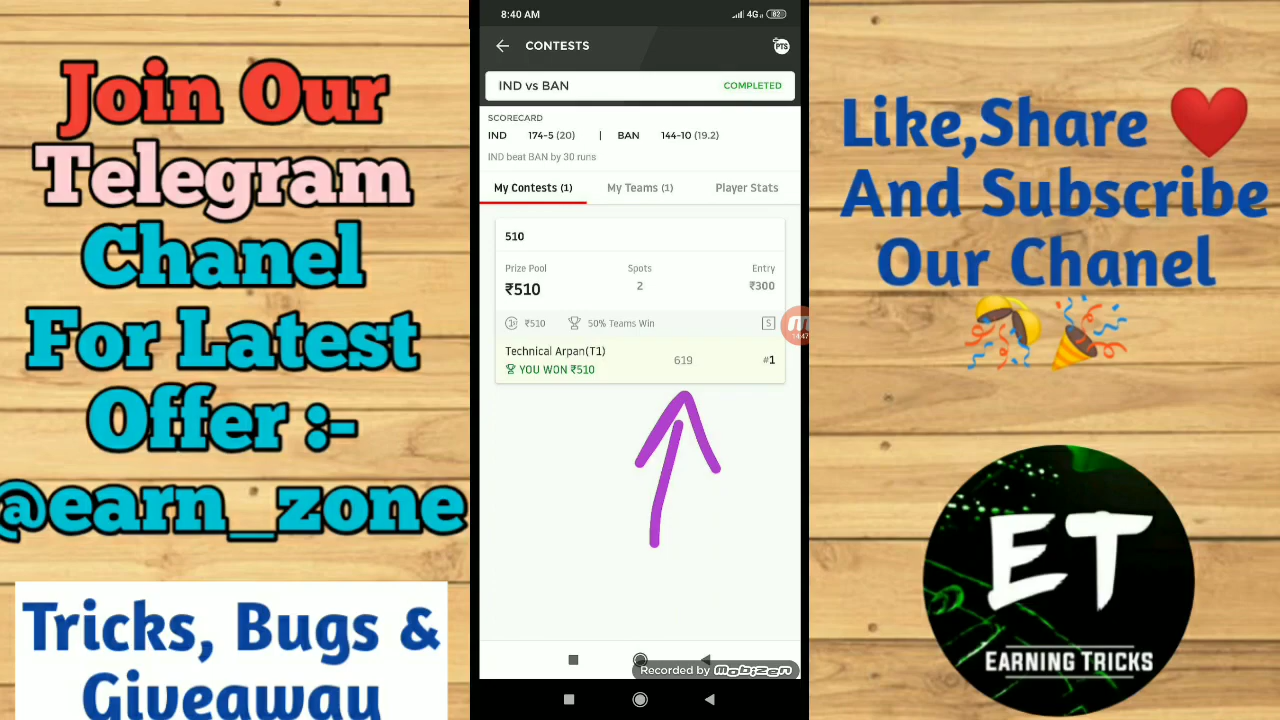 Join Our
Telegram
Chanel
For Latest
Offer :-
@earn_zone
Tricks, Bugs &
Giveaway
8:40 AM
4G
82
CONTESTS
PTS
IND vs BAN
COMPLETED
SCORECARD
IND 174-5 (20) | BAN 144-10 (19.2)
IND beat BAN by 30 runs
My Contests (1)
My Teams (1)
Player Stats
510
Prize Pool
Spots
Entry
₹510
2
₹300
₹510
50% Teams Win
S
Technical Arpan(T1)
619
#1
YOU WON ₹510
14:47
Recorded by Mobizen
Like,Share ❤️
And Subscribe
Our Chanel
ET
EARNING TRICKS